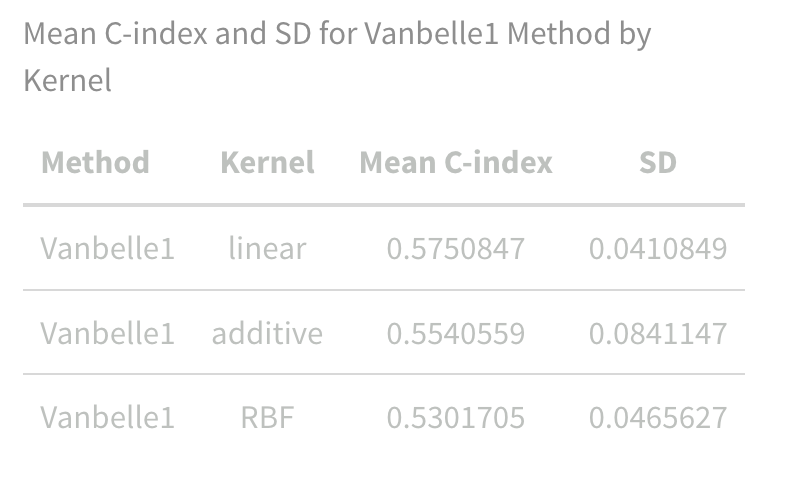 Mean C-index and SD for Vanbelle1 Method by
Kernel
Method Kernel Mean C-index SD
Vanbelle1 linear 0.5750847 0.0410849
Vanbelle1 additive 0.5540559 0.0841147
Vanbelle1 RBF 0.5301705 0.0465627